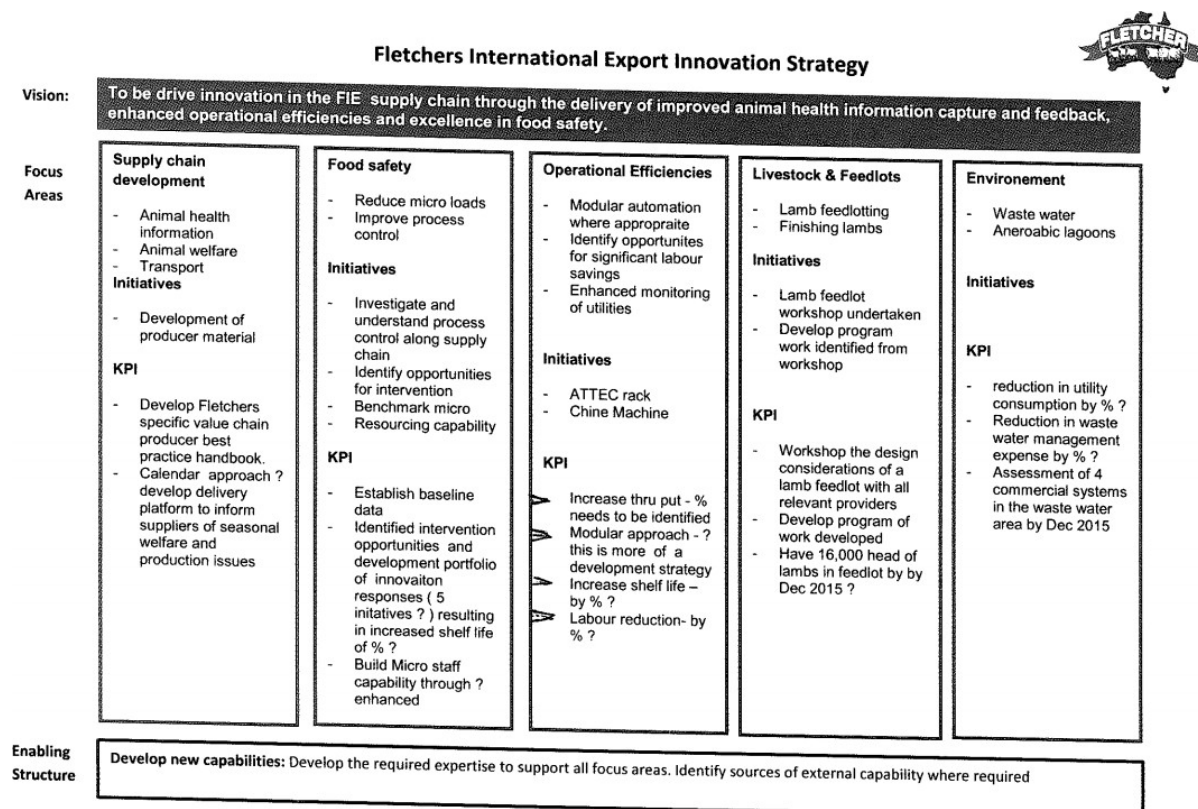 FLETCHER
Fletchers International Export Innovation Strategy
Vision:
To be drive innovation in the FIE supply chain through the delivery of improved animal health information capture and feedback,
enhanced operational efficiencies and excellence in food safety.
Focus
Areas
Supply chain
development
- Animal health
information
- Animal welfare
- Transport
Initiatives
- Development of
producer material
KPI
- Develop Fletchers
specific value chain
producer best
practice handbook.
- Calendar approach ?
develop delivery
platform to inform
suppliers of seasonal
welfare and
production issues
Food safety
- Reduce micro loads
- Improve process
control
Initiatives
- Investigate and
understand process
control along supply
chain
- Identify opportunities
for intervention
- Benchmark micro
- Resourcing capability
KPI
- Establish baseline
data
- Identified intervention
opportunities and
development portfolio
of innovaiton
responses ( 5
initatives ? ) resulting
in increased shelf life
of % ?
- Build Micro staff
capability through ?
enhanced
Operational Efficiencies
- Modular automation
where appropraite
- Identify opportunites
for significant labour
savings
- Enhanced monitoring
of utilities
Initiatives
- ATTEC rack
- Chine Machine
KPI
Increase thru put - %
needs to be identified
Modular approach - ?
this is more of a
development strategy
Increase shelf life –
by % ?
Labour reduction- by
% ?
Livestock & Feedlots
- Lamb feedlotting
- Finishing lambs
Initiatives
- Lamb feedlot
workshop undertaken
- Develop program
work identified from
workshop
KPI
- Workshop the design
considerations of a
lamb feedlot with all
relevant providers
- Develop program of
work developed
- Have 16,000 head of
lambs in feedlot by by
Dec 2015 ?
Environement
- Waste water
- Aneroabic lagoons
Initiatives
KPI
- reduction in utility
consumption by % ?
- Reduction in waste
water management
expense by % ?
- Assessment of 4
commercial systems
in the waste water
area by Dec 2015
Enabling
Structure
Develop new capabilities: Develop the required expertise to support all focus areas. Identify sources of external capability where required